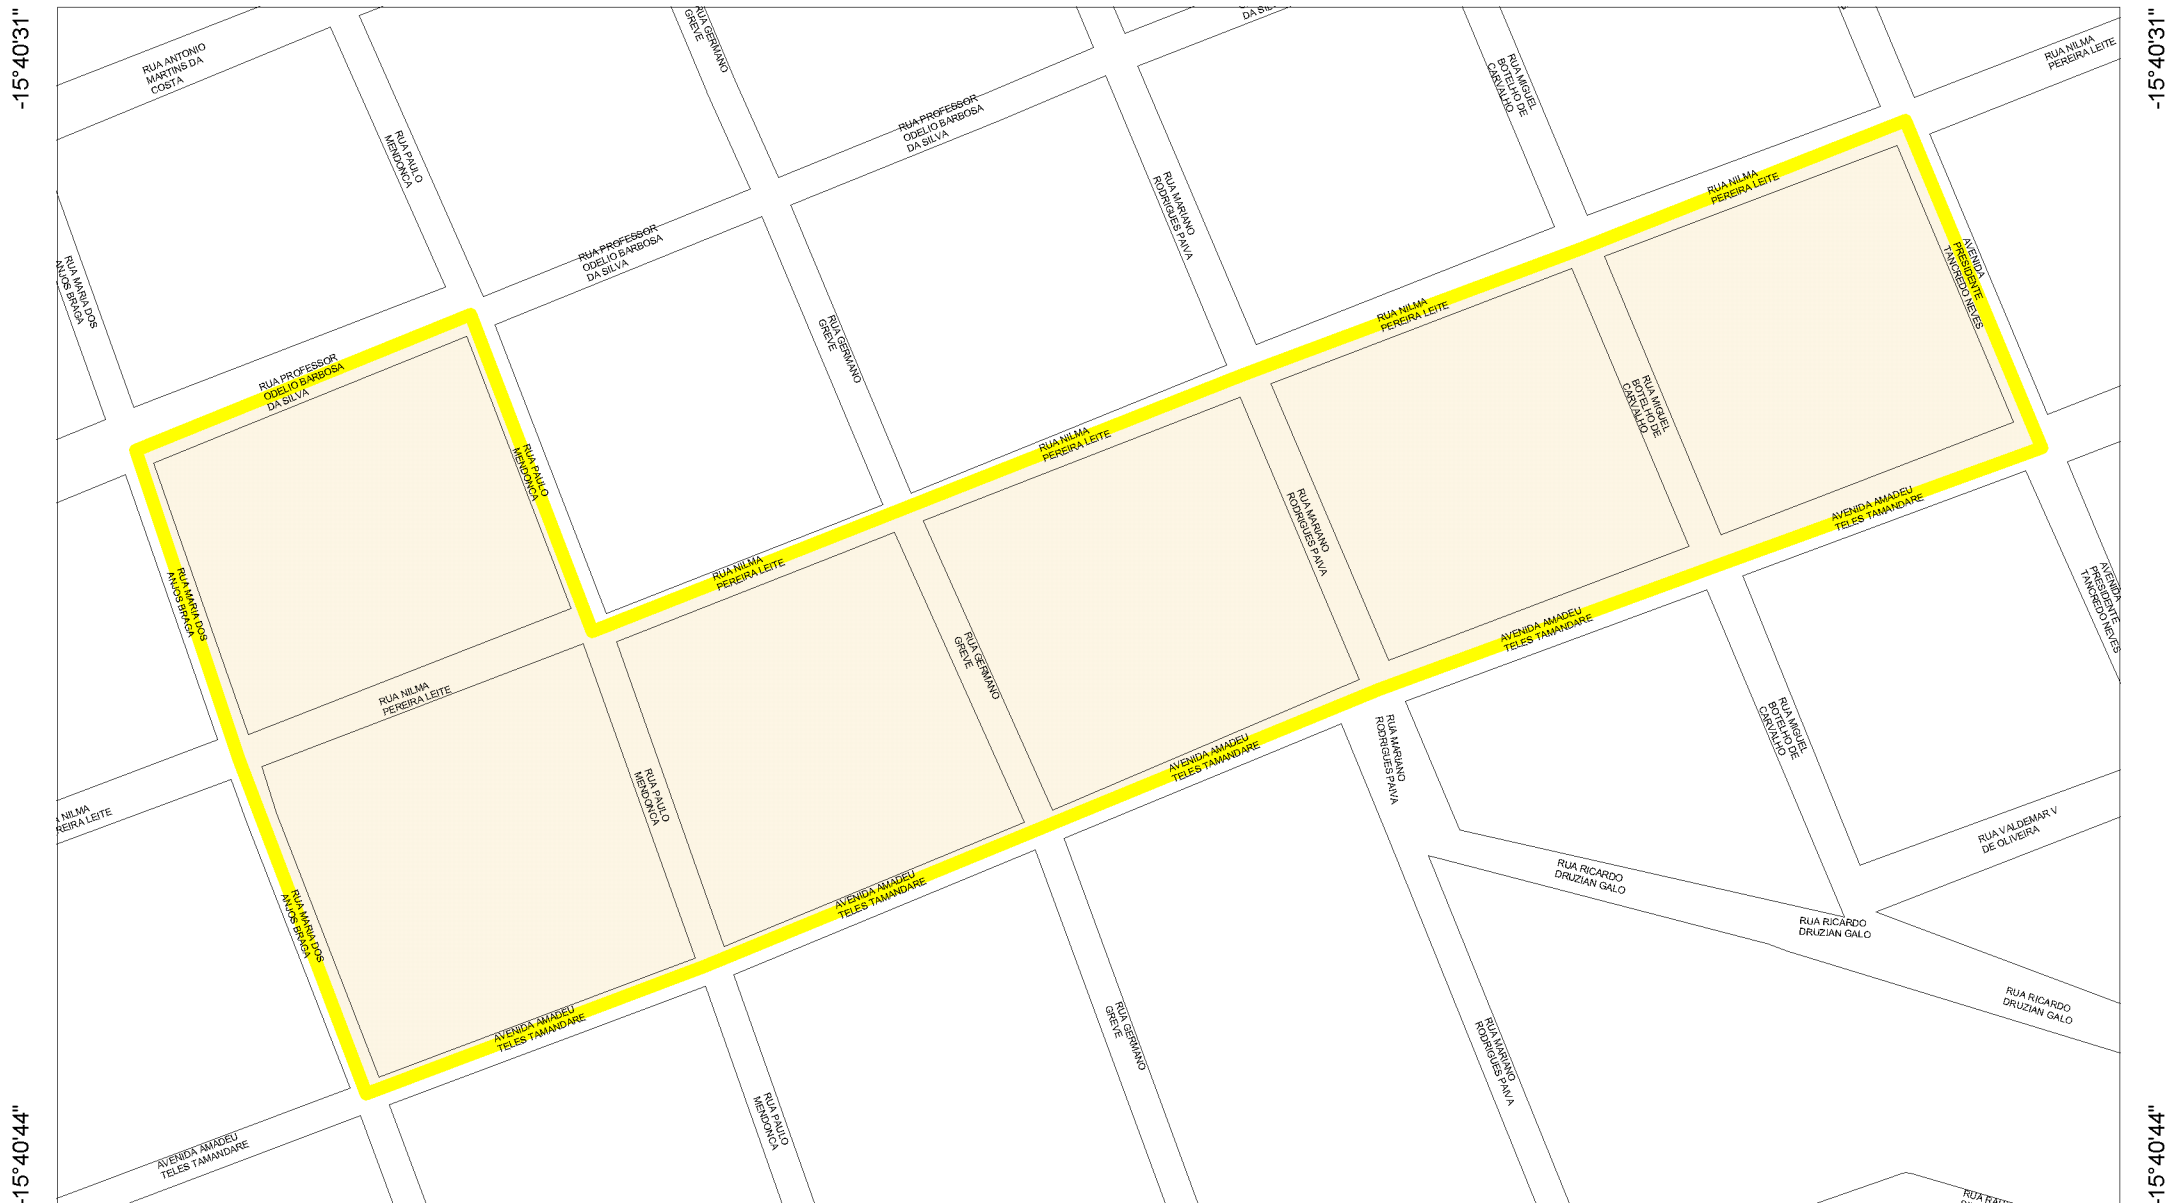 -15°40'31"
-15°40'31"
RUA ANTONIO
MARTINS DA
COSTA
RUA GERMANO
GREVE
DA SIL
RUA MIGUEL
BOTELHO DE
CARVALHO
RUA NILMA
PEREIRA LEITE
RUA PAULO
MENDONCA
RUA PROFESSOR
ODELIO BARBOSA
DA SILVA
RUA MARIANO
RODRIGUES PAIVA
RUA NILMA
PEREIRA LEITE
RUA MARIA DOS
ANJOS BRAGA
RUA PROFESSOR
ODELIO BARBOSA
DA SILVA
AVENIDA
PRESIDENTE
TANCREDO NEVES
RUA PROFESSOR
ODELIO BARBOSA
DA SILVA
RUA GERMANO
GREVE
RUA NILMA
PEREIRA LEITE
RUA MIGUEL
BOTELHO DE
CARVALHO
RUA PAULO
MENDONCA
RUA NILMA
PEREIRA LEITE
RUA MARIANO
RODRIGUES PAIVA
AVENIDA AMADEU
TELES TAMANDARE
RUA MARIA DOS
ANJOS BRAGA
RUA NILMA
PEREIRA LEITE
AVENIDA
PRESIDENTE
TANCREDO NEVES
RUA NILMA
PEREIRA LEITE
RUA GERMANO
GREVE
AVENIDA AMADEU
TELES TAMANDARE
A NILMA
REIRA LEITE
RUA PAULO
MENDONCA
AVENIDA AMADEU
TELES TAMANDARE
RUA MARIANO
RODRIGUES PAIVA
RUA MIGUEL
BOTELHO DE
CARVALHO
RUA VALDEMAR V
DE OLIVEIRA
RUA MARIA DOS
ANJOS BRAGA
AVENIDA AMADEU
TELES TAMANDARE
RUA RICARDO
DRUZIAN GALO
RUA RICARDO
DRUZIAN GALO
AVENIDA AMADEU
TELES TAMANDARE
RUA GERMANO
GREVE
RUA MARIANO
RODRIGUES PAIVA
RUA RICARDO
DRUZIAN GALO
AVENIDA AMADEU
TELES TAMANDARE
RUA PAULO
MENDONCA
-15°40'44"
-15°40'44"